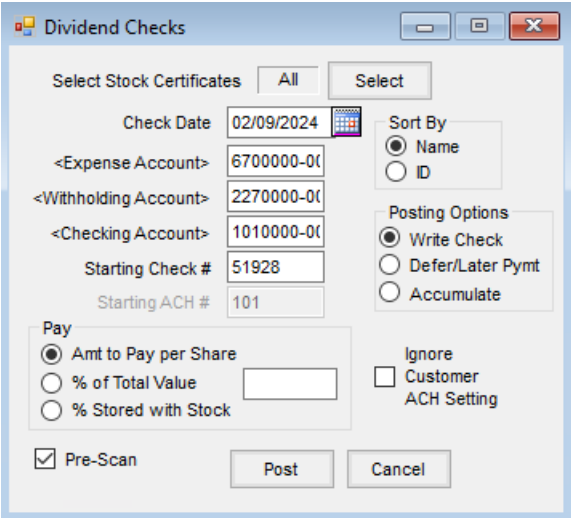 Dividend Checks
Select Stock Certificates All Select
Check Date 02/09/2024
<Expense Account> 6700000-00
<Withholding Account> 2270000-00
<Checking Account> 1010000-00
Starting Check # 51928
Starting ACH # 101
Sort By
Name
ID
Posting Options
Write Check
Defer/Later Pymt
Accumulate
Pay
Amt to Pay per Share
% of Total Value
% Stored with Stock
Ignore
Customer
ACH Setting
Pre-Scan
Post
Cancel